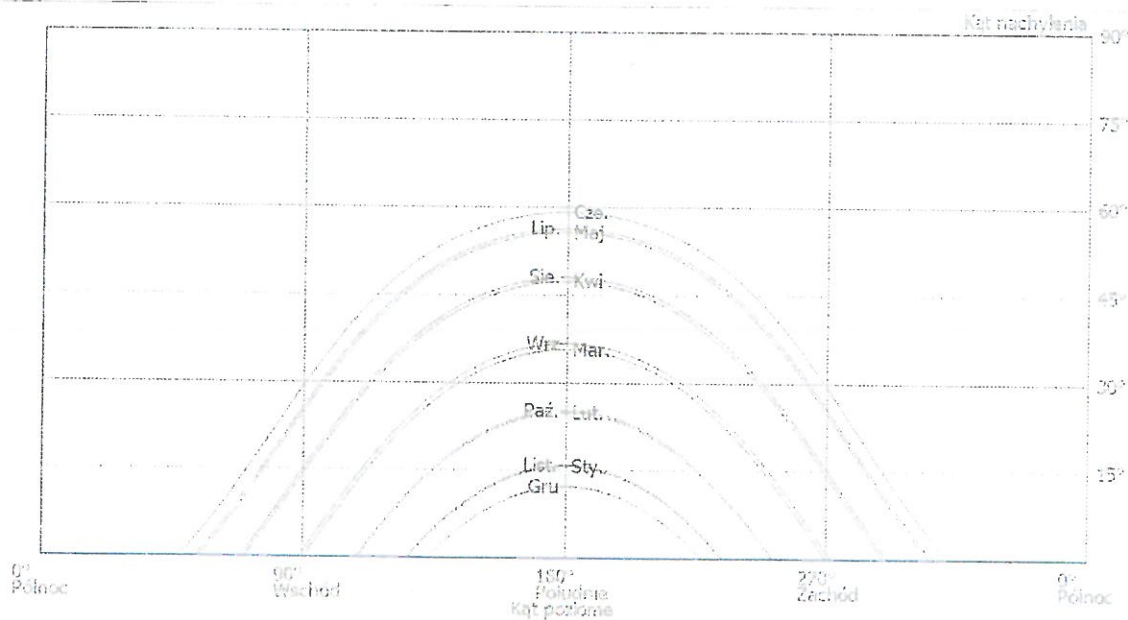 Kąt nachylenia
90°
75°
60°
45°
30°
15°
Cze.
Lip. Maj
Sie. Kwi
Wrz Mar.
Paź. Lut.
List. Sty.
Gru
0° 90° 180° 270° 0°
Północ Wschód Południe Zachód Północ
Kąt poziome